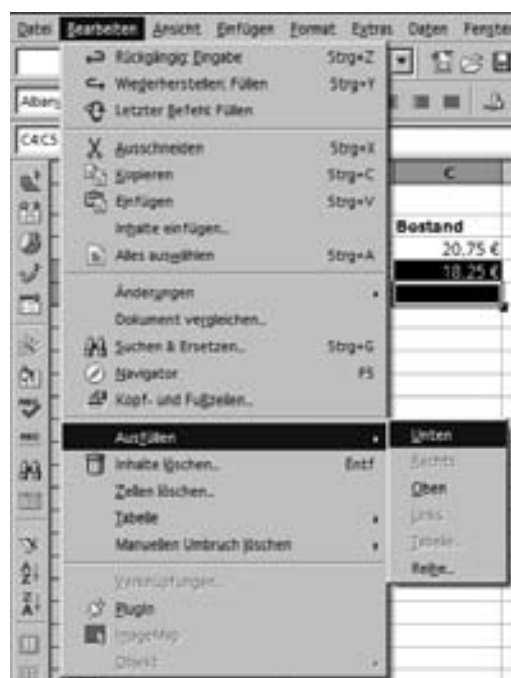 Datei Bearbeiten Ansicht Einfügen Format Extras Daten Fenster
Rückgängig: Eingabe Strg+Z
Wiederherstellen: Füllen Strg+Y
Letzter Befehl: Füllen
Albany
C4:C5
Ausschneiden Strg+X
Kopieren Strg+C
C
Einfügen Strg+V
Inhalte einfügen...
Bestand
Alles auswählen Strg+A
20,75 €
18,25 €
Änderungen
Dokument vergleichen...
Suchen & Ersetzen... Strg+G
Navigator F5
Kopf- und Fußzeilen...
Ausfüllen
Unten
Inhalte löschen... Entf
Rechts
Zellen löschen...
Oben
Tabelle
Links
Manuellen Umbruch löschen
Tabelle...
Reihe...
Verknüpfungen...
Plugin
ImageMap
Objekt